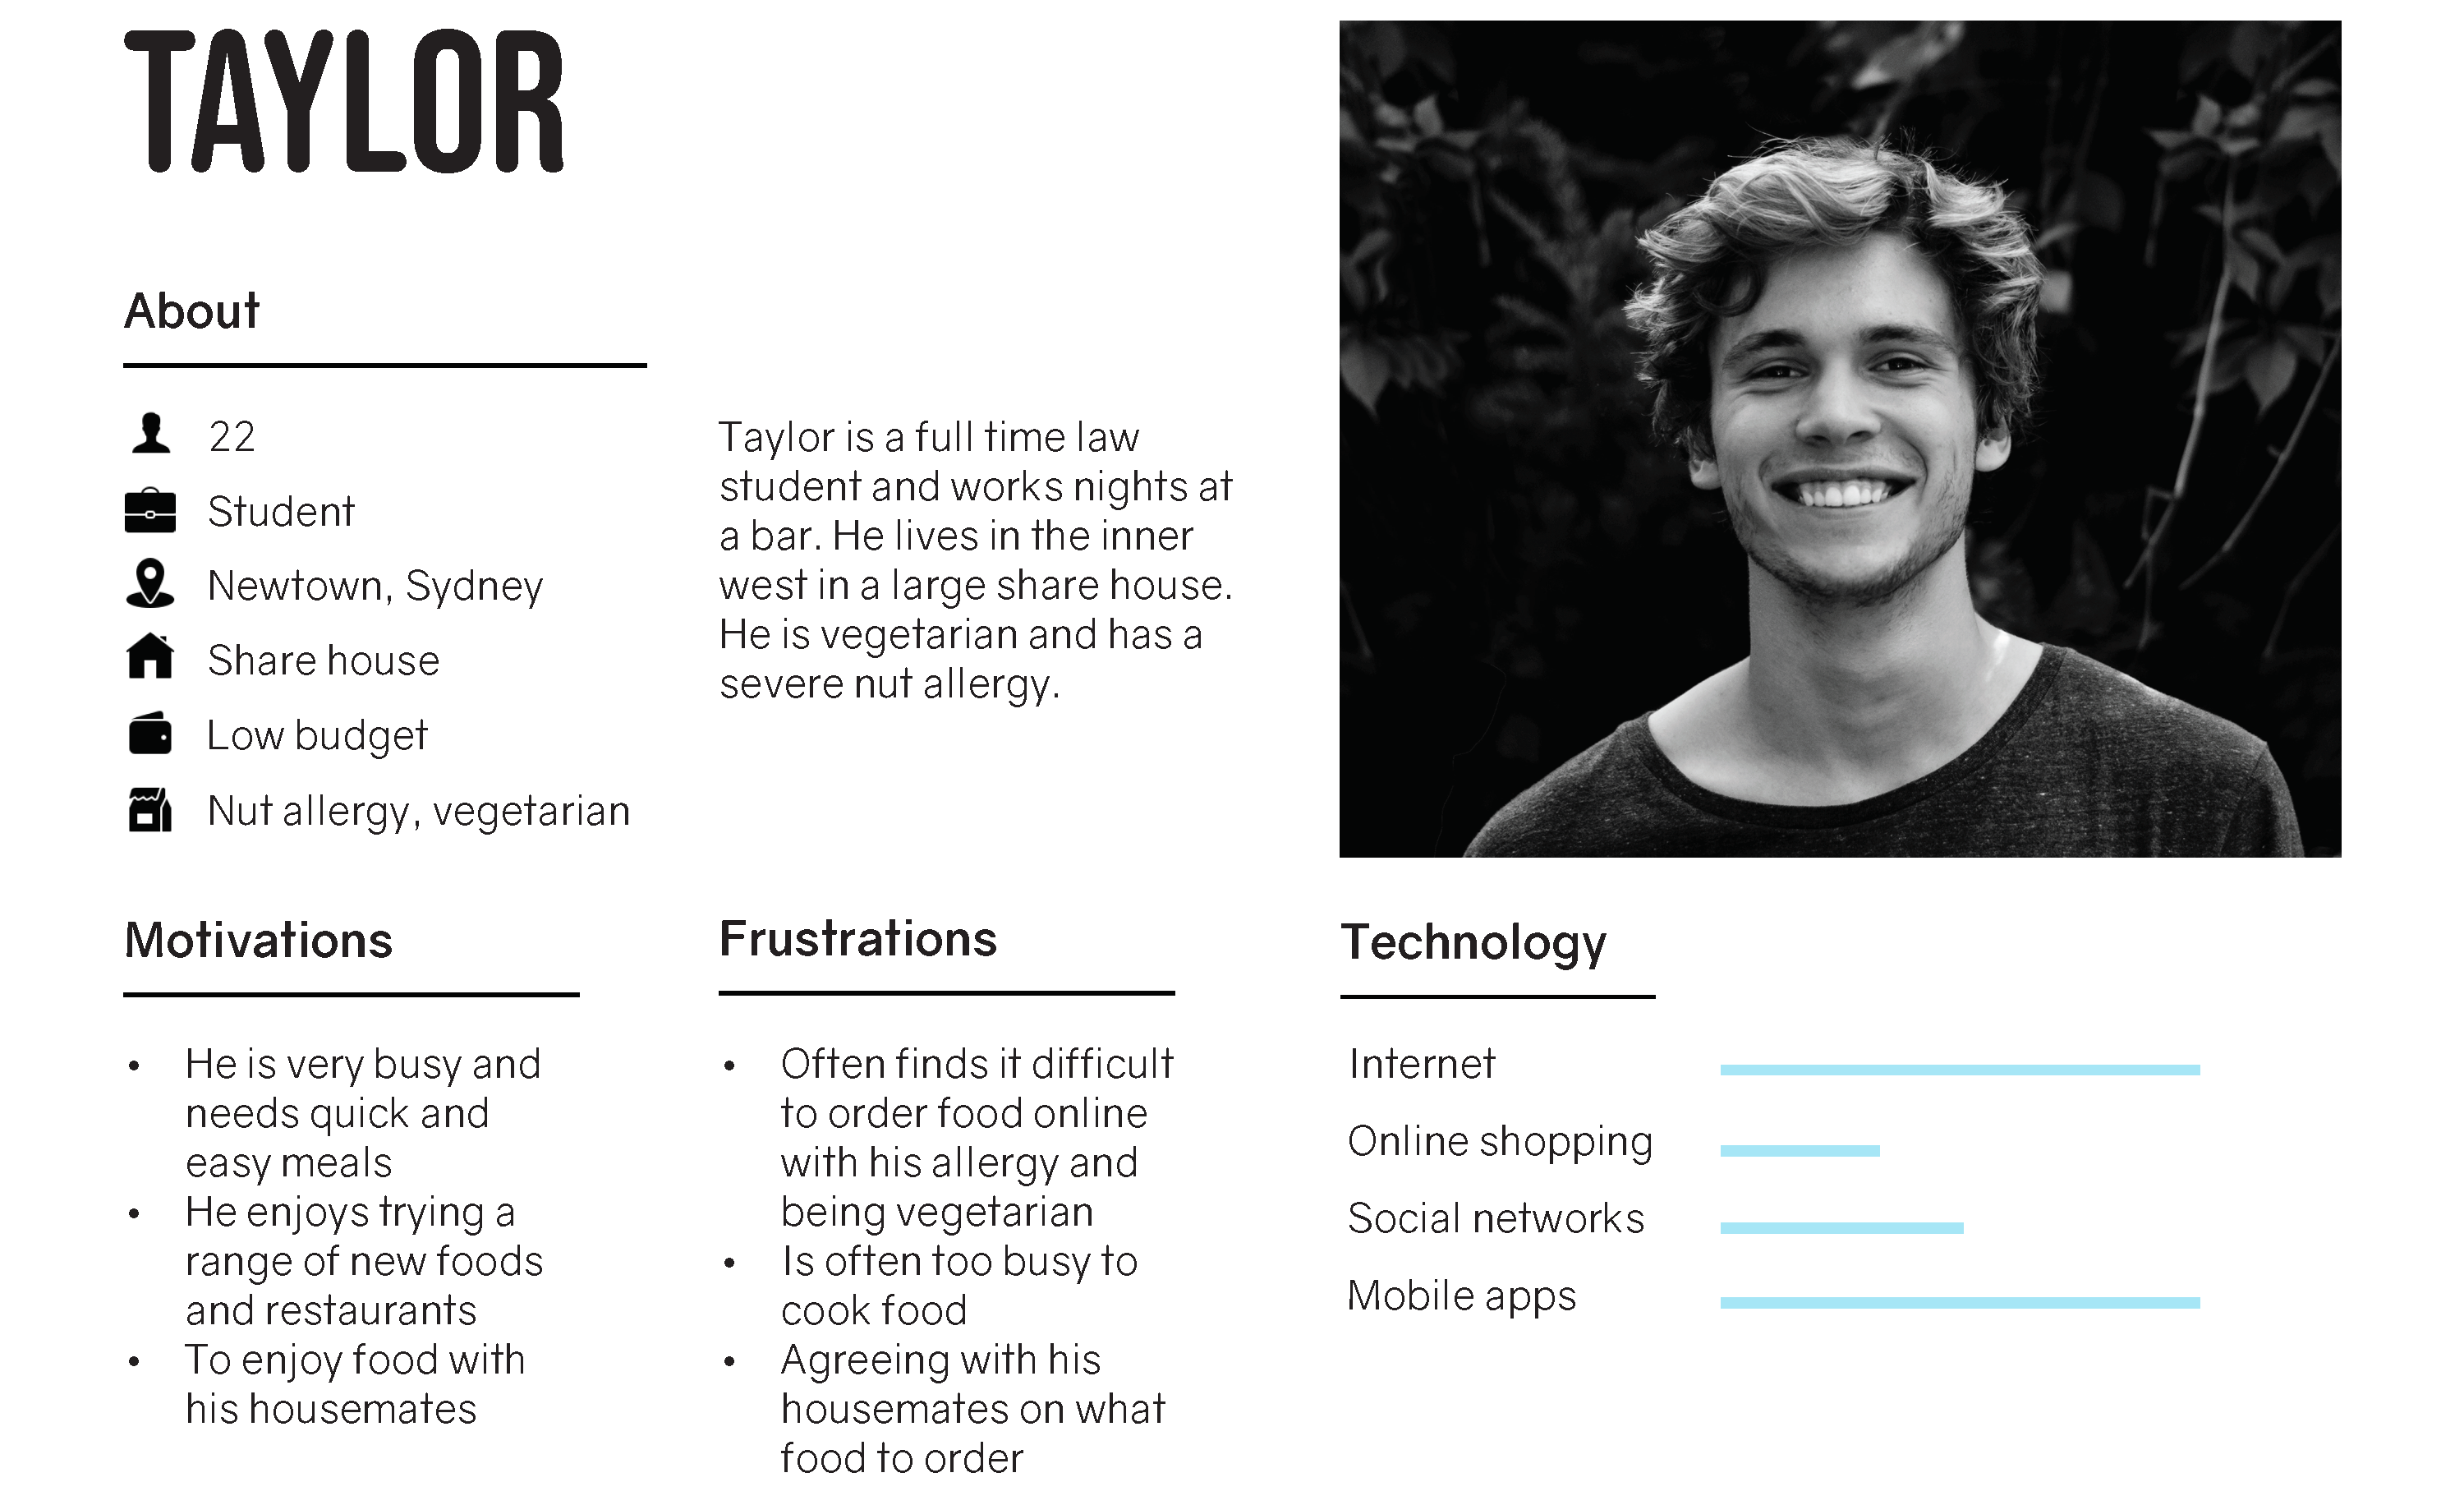 TAYLOR
About
22
Student
Newtown, Sydney
Share house
Low budget
Nut allergy, vegetarian
Taylor is a full time law
student and works nights at
a bar. He lives in the inner
west in a large share house.
He is vegetarian and has a
severe nut allergy.
Motivations
• He is very busy and
needs quick and
easy meals
• He enjoys trying a
range of new foods
and restaurants
• To enjoy food with
his housemates
Frustrations
• Often finds it difficult
to order food online
with his allergy and
being vegetarian
• Is often too busy to
cook food
• Agreeing with his
housemates on what
food to order
Technology
Internet
Online shopping
Social networks
Mobile apps